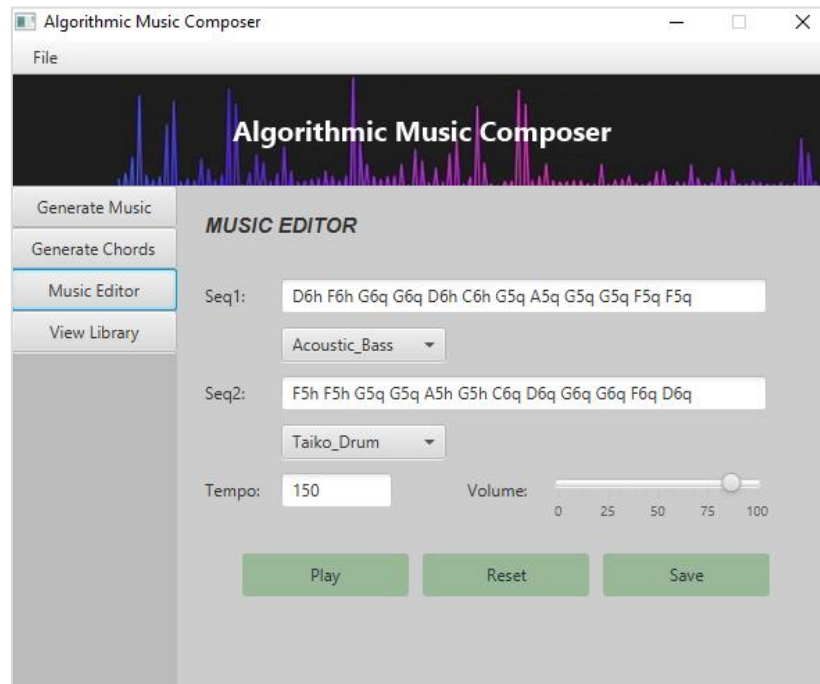 Algorithmic Music Composer
File
Algorithmic Music Composer
Generate Music
Generate Chords
Music Editor
View Library
MUSIC EDITOR
Seq1: D6h F6h G6q G6q D6h C6h G5q A5q G5q G5q F5q F5q
Acoustic_Bass
Seq2: F5h F5h G5q G5q A5h G5h C6q D6q G6q G6q F6q D6q
Taiko_Drum
Tempo: 150 Volume:
0 25 50 75 100
Play Reset Save